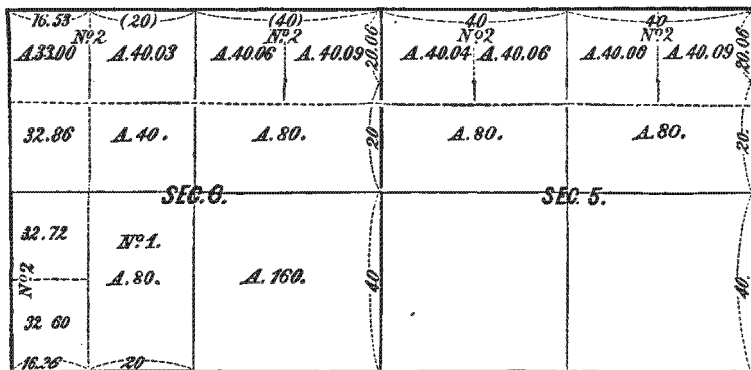 16.53 (20) (40) 40 40
Nº2 Nº2 Nº2 Nº2
A.33.00 A.40.03 A.40.06 A.40.09 20.06 A.40.04 A.40.06 A.40.08 A.40.09 20.06
32.86 A.40. A.80. 20 A.80. A.80. 20
SEC. 6. SEC. 5.
32.72 Nº1.
Nº2 A.80. A.160. 40 40.
32 60
16.36 20